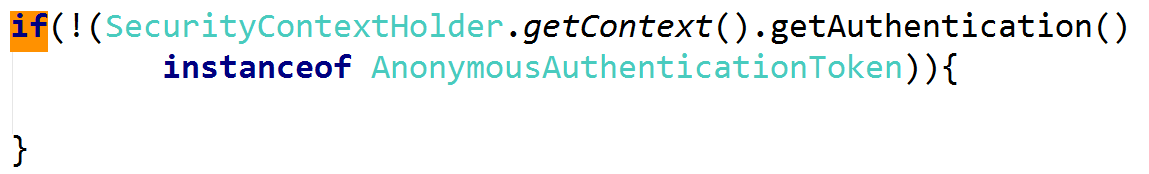 if(!(SecurityContextHolder.getContext().getAuthentication()
instanceof AnonymousAuthenticationToken)){
}